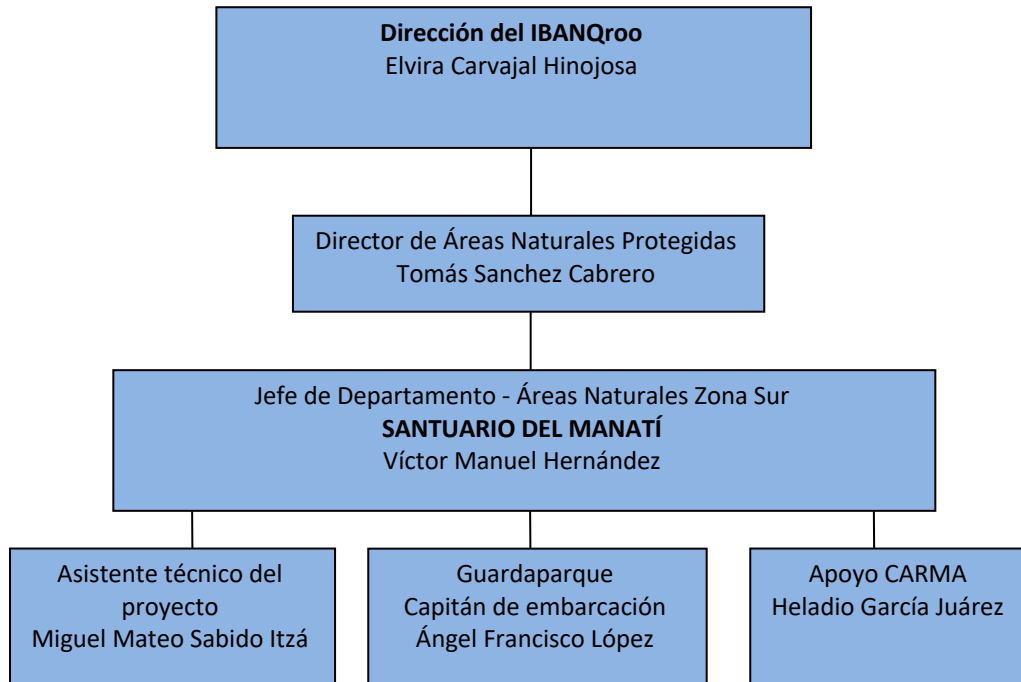 Dirección del IBANQroo
Elvira Carvajal Hinojosa
Director de Áreas Naturales Protegidas
Tomás Sanchez Cabrero
Jefe de Departamento - Áreas Naturales Zona Sur
SANTUARIO DEL MANATÍ
Víctor Manuel Hernández
Asistente técnico del
proyecto
Miguel Mateo Sabido Itzá
Guardaparque
Capitán de embarcación
Ángel Francisco López
Apoyo CARMA
Heladio García Juárez